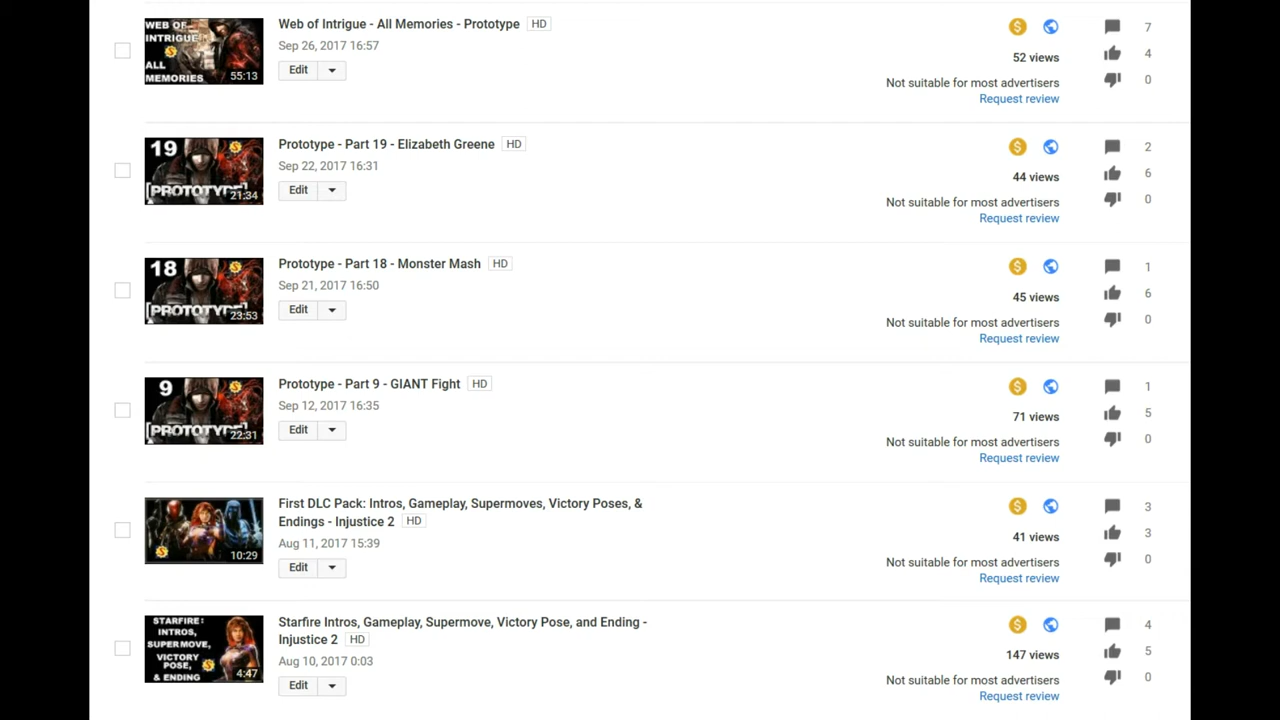 WEB OF
INTRIGUE
ALL
MEMORIES
55:13
Web of Intrigue - All Memories - Prototype HD
Sep 26, 2017 16:57
Edit
52 views
Not suitable for most advertisers
Request review
7
4
0
19
[PROTOTYPE]
21:34
Prototype - Part 19 - Elizabeth Greene HD
Sep 22, 2017 16:31
Edit
44 views
Not suitable for most advertisers
Request review
2
6
0
18
[PROTOTYPE]
23:53
Prototype - Part 18 - Monster Mash HD
Sep 21, 2017 16:50
Edit
45 views
Not suitable for most advertisers
Request review
1
6
0
9
[PROTOTYPE]
22:31
Prototype - Part 9 - GIANT Fight HD
Sep 12, 2017 16:35
Edit
71 views
Not suitable for most advertisers
Request review
1
5
0
10:29
First DLC Pack: Intros, Gameplay, Supermoves, Victory Poses, &
Endings - Injustice 2 HD
Aug 11, 2017 15:39
Edit
41 views
Not suitable for most advertisers
Request review
3
3
0
STARFIRE:
INTROS,
SUPERMOVE,
VICTORY
POSE,
& ENDING
4:47
Starfire Intros, Gameplay, Supermove, Victory Pose, and Ending -
Injustice 2 HD
Aug 10, 2017 0:03
Edit
147 views
Not suitable for most advertisers
Request review
4
5
0